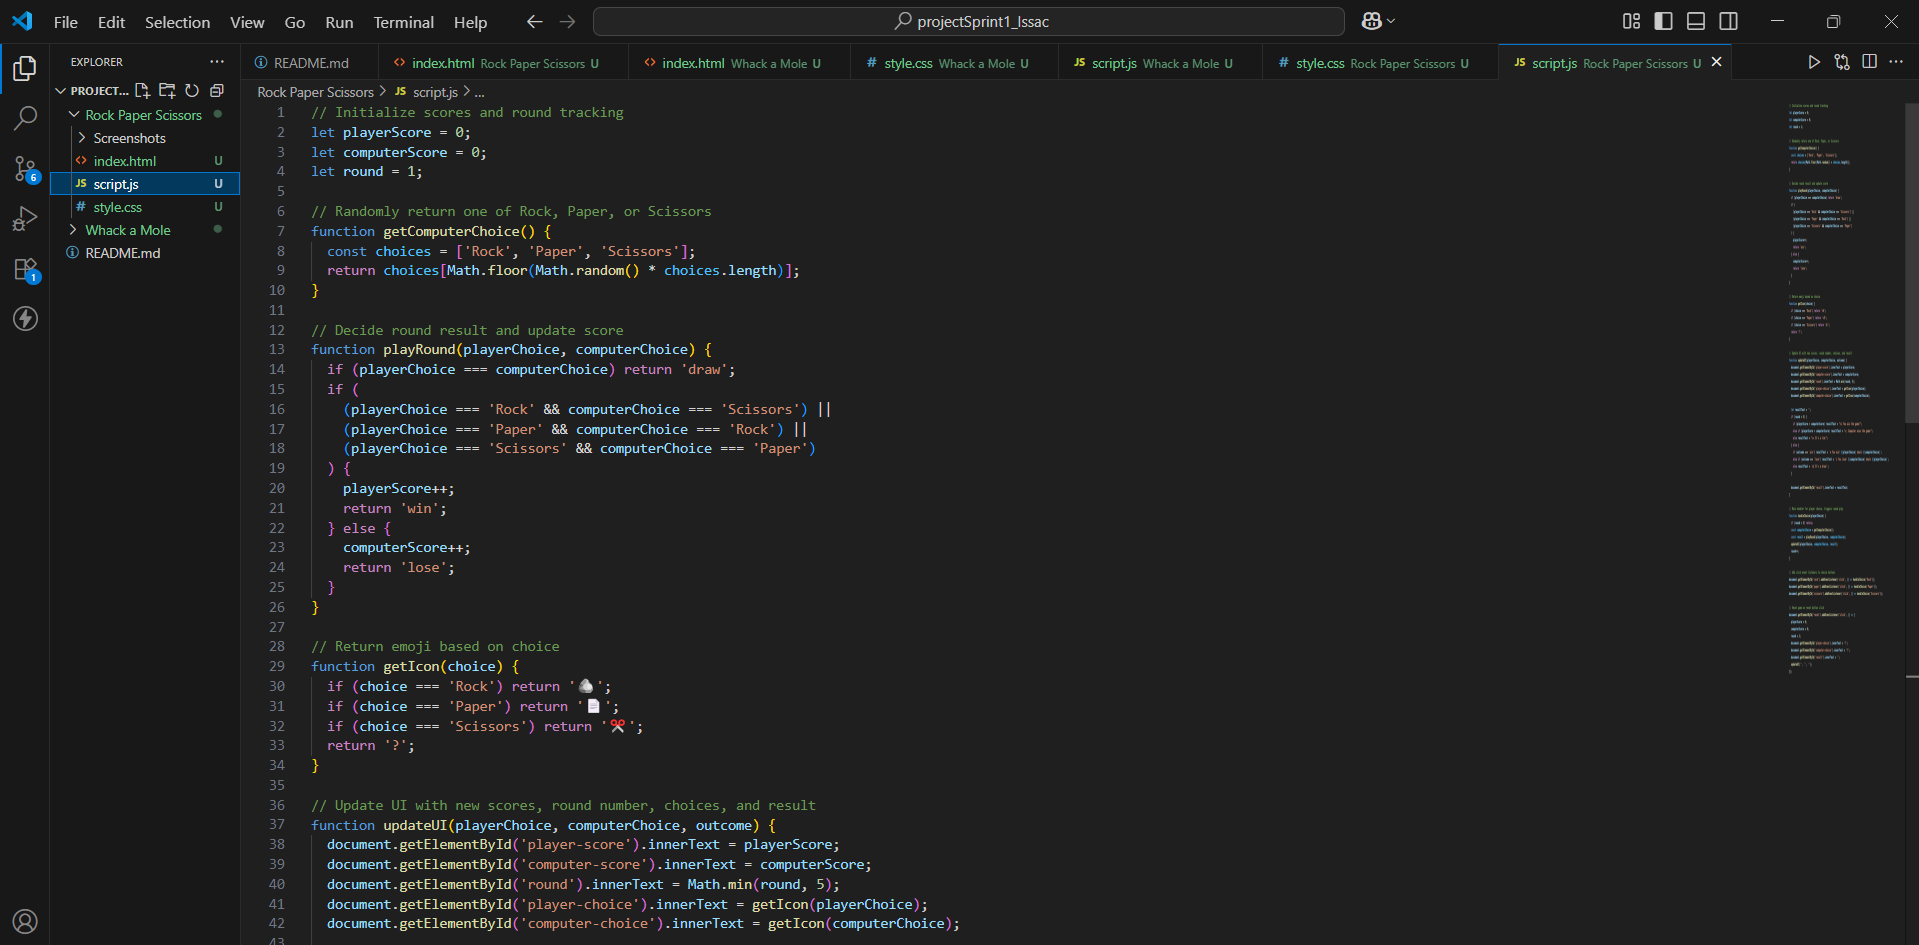 File Edit Selection View Go Run Terminal Help
projectSprint1_Issac
EXPLORER
PROJECT...
Rock Paper Scissors
Screenshots
index.html U
JS script.js U
# style.css U
Whack a Mole
README.md
6
1
README.md
index.html Rock Paper Scissors U
index.html Whack a Mole U
# style.css Whack a Mole U
JS script.js Whack a Mole U
# style.css Rock Paper Scissors U
JS script.js Rock Paper Scissors U
Rock Paper Scissors > JS script.js > ...
1 // Initialize scores and round tracking
2 let playerScore = 0;
3 let computerScore = 0;
4 let round = 1;
5
6 // Randomly return one of Rock, Paper, or Scissors
7 function getComputerChoice() {
8   const choices = ['Rock', 'Paper', 'Scissors'];
9   return choices[Math.floor(Math.random() * choices.length)];
10 }
11
12 // Decide round result and update score
13 function playRound(playerChoice, computerChoice) {
14   if (playerChoice === computerChoice) return 'draw';
15   if (
16     (playerChoice === 'Rock' && computerChoice === 'Scissors') ||
17     (playerChoice === 'Paper' && computerChoice === 'Rock') ||
18     (playerChoice === 'Scissors' && computerChoice === 'Paper')
19   ) {
20     playerScore++;
21     return 'win';
22   } else {
23     computerScore++;
24     return 'lose';
25   }
26 }
27
28 // Return emoji based on choice
29 function getIcon(choice) {
30   if (choice === 'Rock') return '🪨';
31   if (choice === 'Paper') return '📄';
32   if (choice === 'Scissors') return '✂️';
33   return '?';
34 }
35
36 // Update UI with new scores, round number, choices, and result
37 function updateUI(playerChoice, computerChoice, outcome) {
38   document.getElementById('player-score').innerText = playerScore;
39   document.getElementById('computer-score').innerText = computerScore;
40   document.getElementById('round').innerText = Math.min(round, 5);
41   document.getElementById('player-choice').innerText = getIcon(playerChoice);
42   document.getElementById('computer-choice').innerText = getIcon(computerChoice);
43